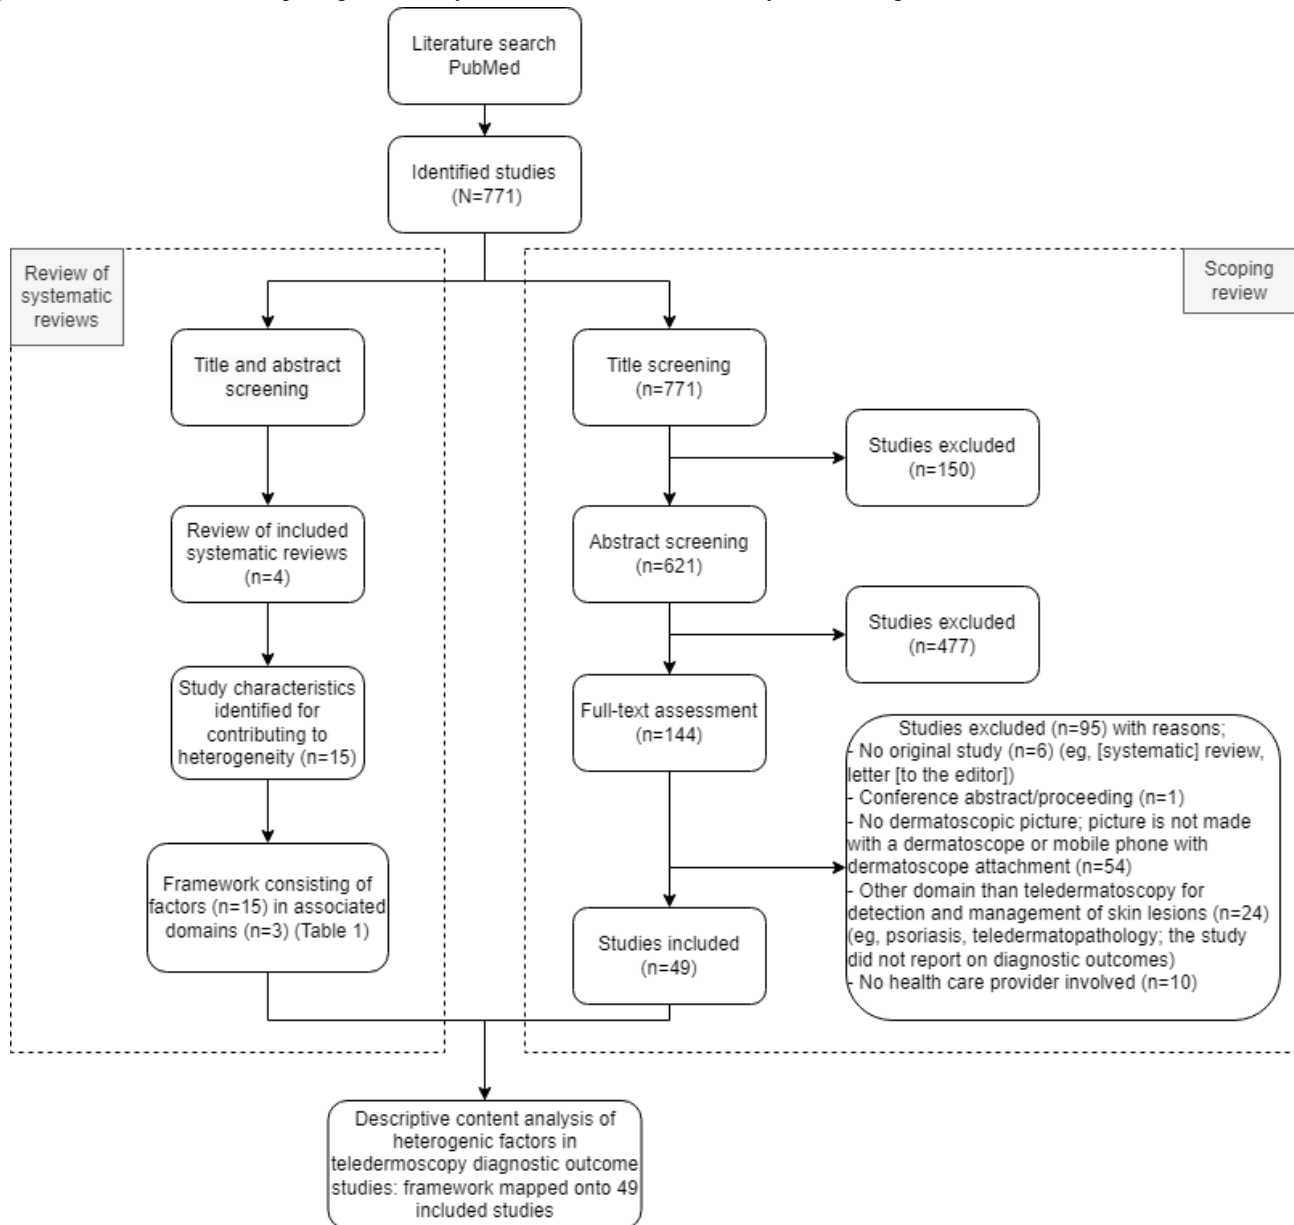 Literature search
PubMed
Identified studies
(N=771)
Review of
systematic
reviews
Scoping
review
Title and abstract
screening
Title screening
(n=771)
Studies excluded
(n=150)
Review of included
systematic reviews
(n=4)
Abstract screening
(n=621)
Studies excluded
(n=477)
Study characteristics
identified for
contributing to
heterogeneity (n=15)
Full-text assessment
(n=144)
Studies excluded (n=95) with reasons;
- No original study (n=6) (eg, [systematic] review,
letter [to the editor])
- Conference abstract/proceeding (n=1)
- No dermatoscopic picture; picture is not made
with a dermatoscope or mobile phone with
dermatoscope attachment (n=54)
- Other domain than teledermatoscopy for
detection and management of skin lesions (n=24)
(eg, psoriasis, teledermatopathology; the study
did not report on diagnostic outcomes)
- No health care provider involved (n=10)
Framework consisting of
factors (n=15) in associated
domains (n=3) (Table 1)
Studies included
(n=49)
Descriptive content analysis of
heterogenic factors in
teledermoscopy diagnostic outcome
studies: framework mapped onto 49
included studies